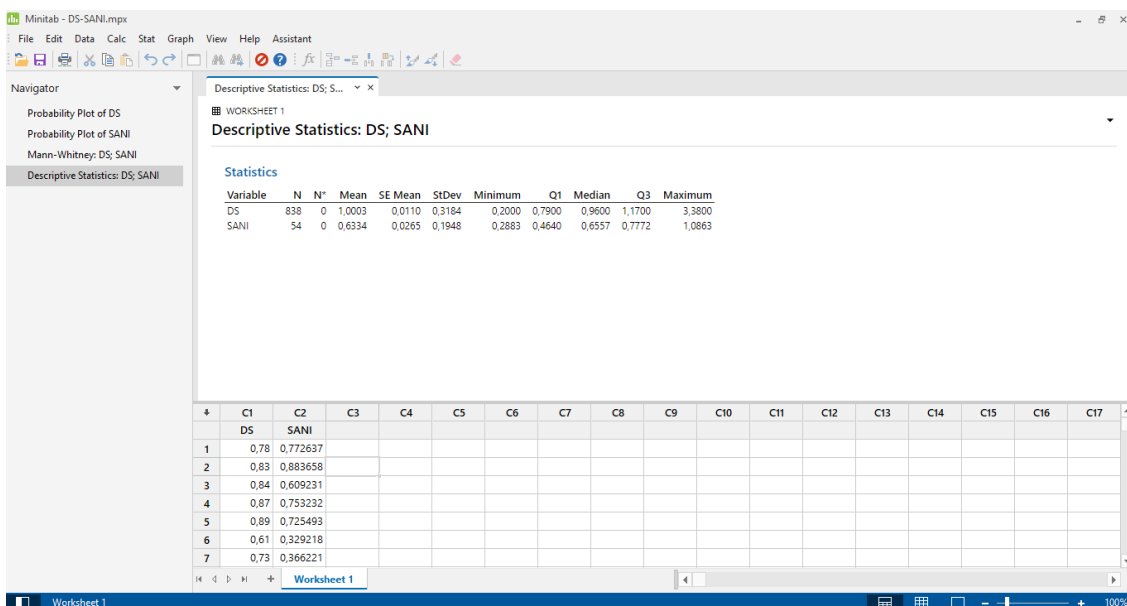 Minitab - DS-SANI.mpx
File Edit Data Calc Stat Graph View Help Assistant
Navigator
Probability Plot of DS
Probability Plot of SANI
Mann-Whitney: DS; SANI
Descriptive Statistics: DS; SANI
Descriptive Statistics: DS; S...
WORKSHEET 1
Descriptive Statistics: DS; SANI
Statistics
Variable N N* Mean SE Mean StDev Minimum Q1 Median Q3 Maximum
DS 838 0 1,0003 0,0110 0,3184 0,2000 0,7900 0,9600 1,1700 3,3800
SANI 54 0 0,6334 0,0265 0,1948 0,2883 0,4640 0,6557 0,7772 1,0863
C1 C2 C3 C4 C5 C6 C7 C8 C9 C10 C11 C12 C13 C14 C15 C16 C17
DS SANI
1 0,78 0,772637
2 0,83 0,883658
3 0,84 0,609231
4 0,87 0,753232
5 0,89 0,725493
6 0,61 0,329218
7 0,73 0,366221
Worksheet 1
Worksheet 1 100%